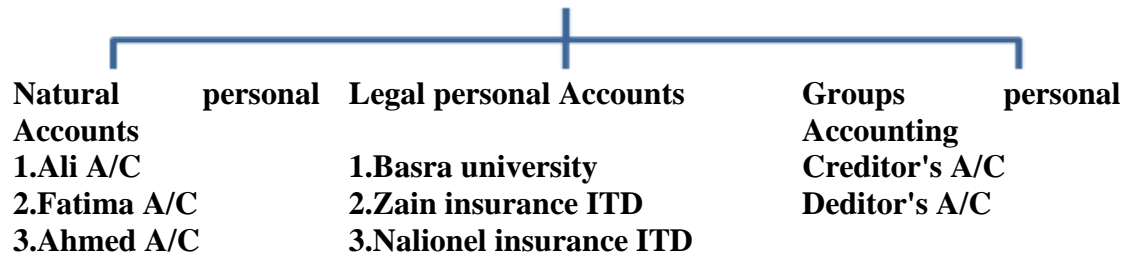 Natural personal Accounts
1.Ali A/C
2.Fatima A/C
3.Ahmed A/C
Legal personal Accounts
1.Basra university
2.Zain insurance ITD
3.Nalionel insurance ITD
Groups personal Accounting
Creditor's A/C
Deditor's A/C